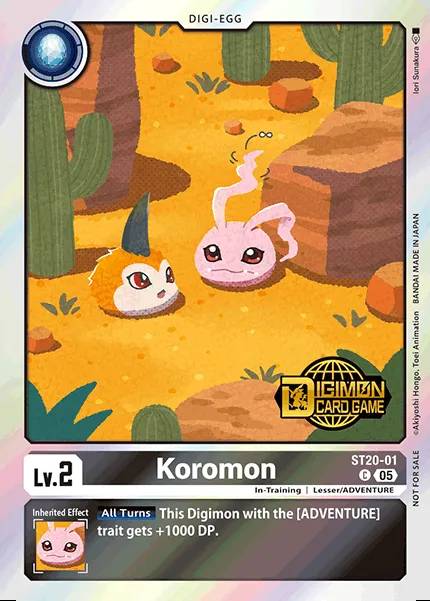 DIGI-EGG
Iori Sunakura
©Akiyoshi Hongo, Toei Animation BANDAI MADE IN JAPAN
NOT FOR SALE
DIGIMON
CARD GAME
Lv.2
Koromon
ST20-01
C 05
In-Training | Lesser/ADVENTURE
Inherited Effect
All Turns This Digimon with the [ADVENTURE]
trait gets +1000 DP.